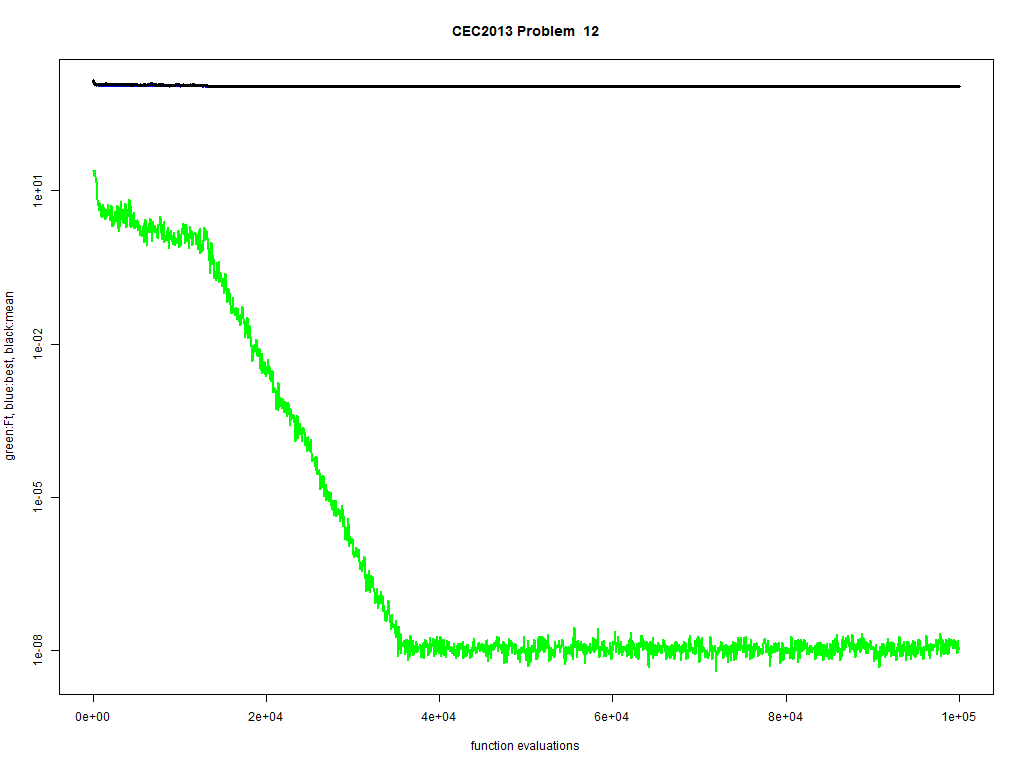 CEC2013 Problem  12
green:Ft, blue:best, black:mean
1e+01
1e-02
1e-05
1e-08
0e+00
2e+04
4e+04
6e+04
8e+04
1e+05
function evaluations